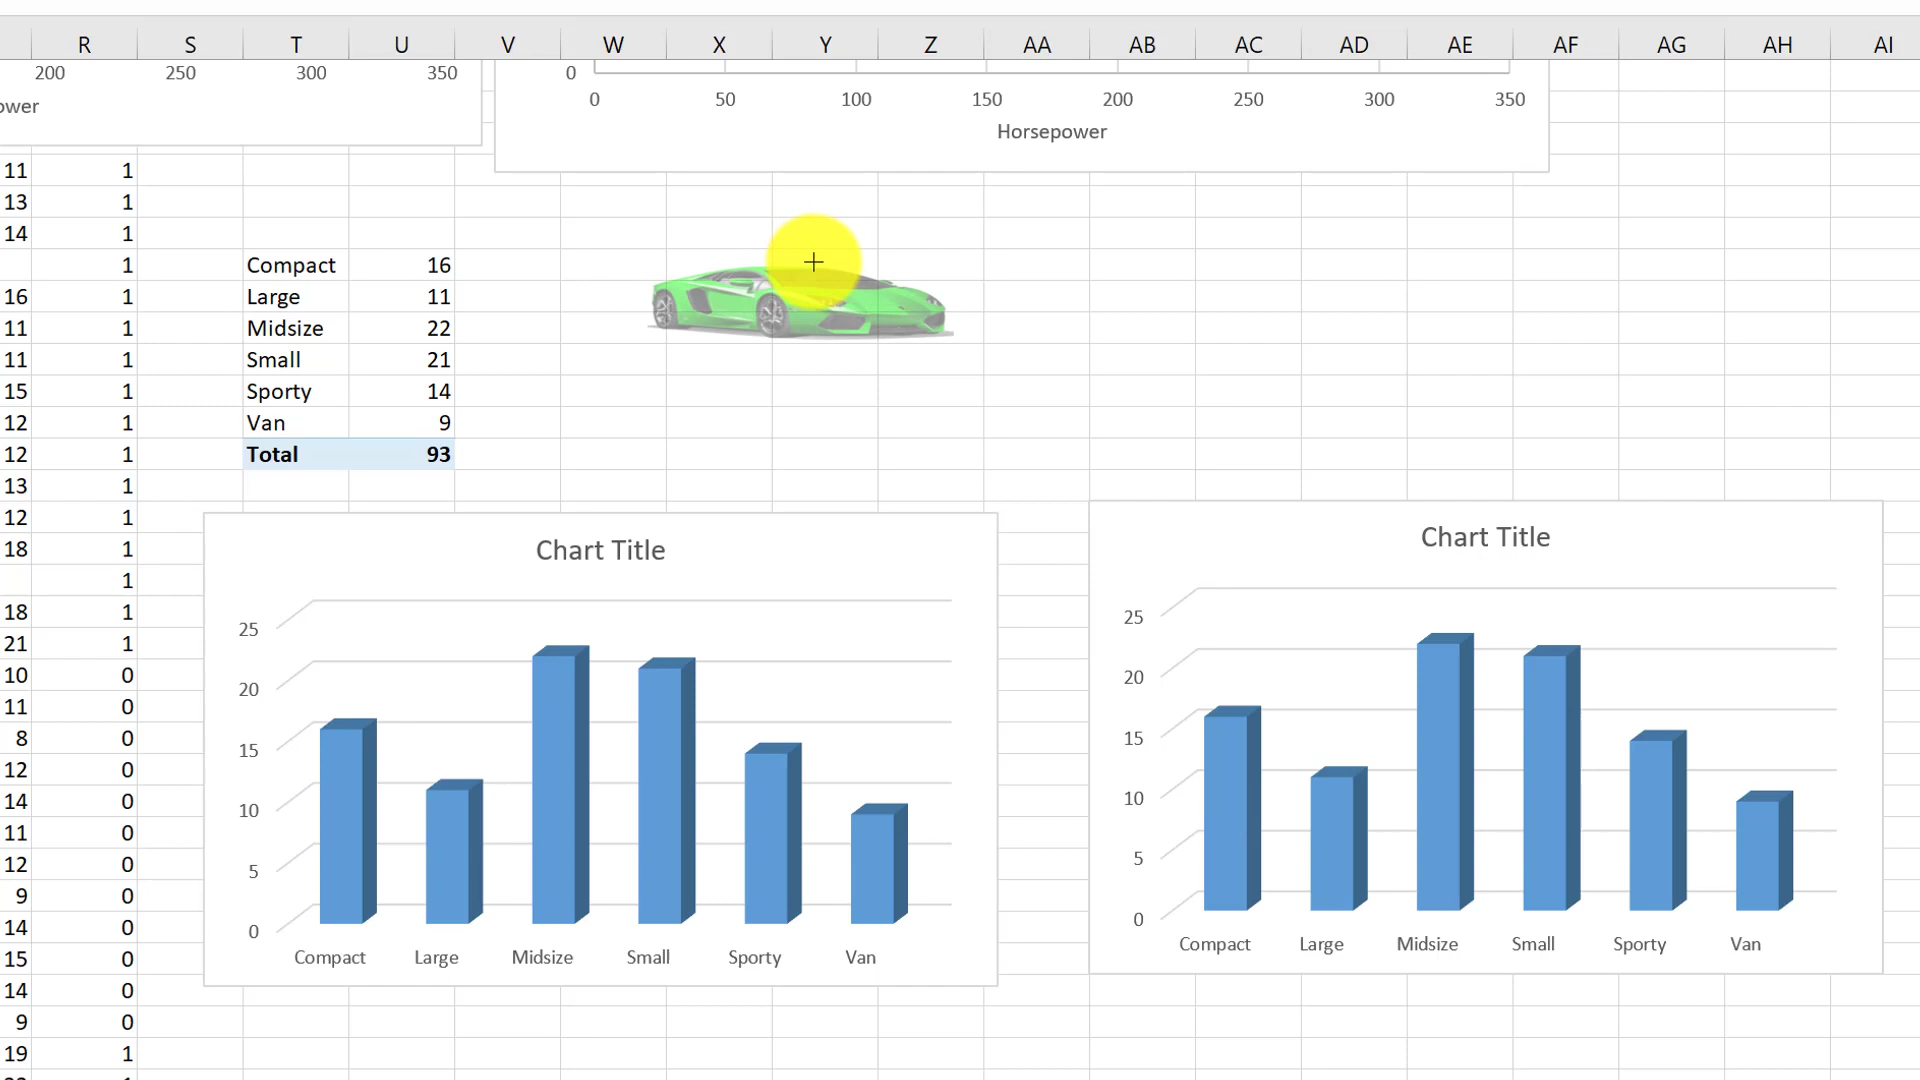 R S T U V W X Y Z AA AB AC AD AE AF AG AH AI
200 250 300 350
ower
0
0 50 100 150 200 250 300 350
Horsepower
11 1
13 1
14 1
1 Compact 16
16 1 Large 11
11 1 Midsize 22
11 1 Small 21
15 1 Sporty 14
12 1 Van 9
12 1 Total 93
13 1
12 1
18 1
1
18 1
21 1
10 0
11 0
8 0
12 0
14 0
11 0
12 0
9 0
14 0
15 0
14 0
9 0
19 1
Chart Title
25
20
15
10
5
0
Compact Large Midsize Small Sporty Van
Chart Title
25
20
15
10
5
0
Compact Large Midsize Small Sporty Van